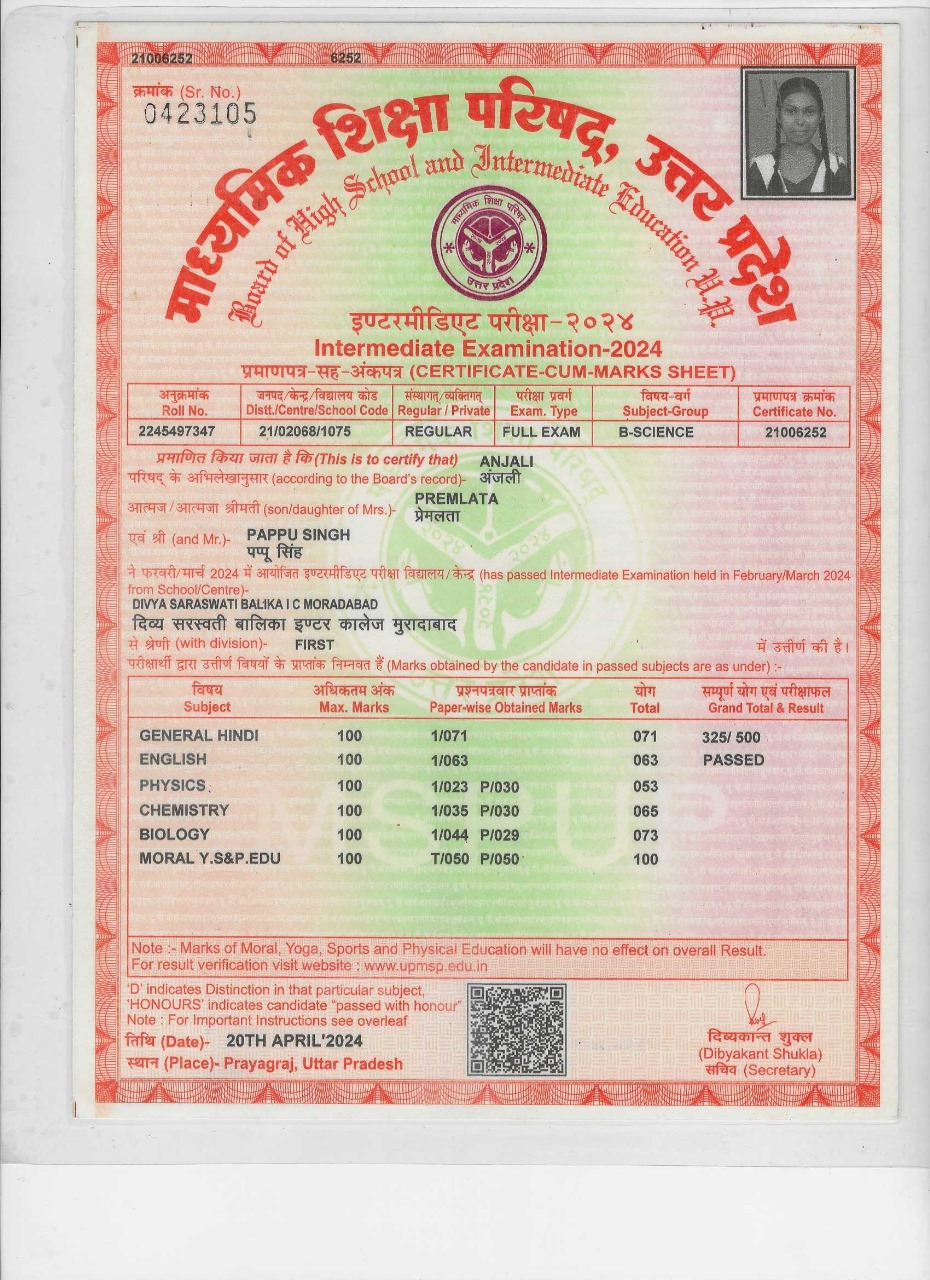 21006252 6252
क्रमांक (Sr. No.)
0423105
माध्यमिक शिक्षा परिषद्, उत्तर प्रदेश
Board of High School and Intermediate Education U.P.
माध्यमिक शिक्षा परिषद्
उत्तर प्रदेश
इण्टरमीडिएट परीक्षा-२०२४
Intermediate Examination-2024
प्रमाणपत्र-सह-अंकपत्र (CERTIFICATE-CUM-MARKS SHEET)
अनुक्रमांक जनपद/केन्द्र/विद्यालय कोड संस्थागत/व्यक्तिगत परीक्षा प्रवर्ग विषय-वर्ग प्रमाणपत्र क्रमांक
Roll No. Distt./Centre/School Code Regular / Private Exam. Type Subject-Group Certificate No.
2245497347 21/02068/1075 REGULAR FULL EXAM B-SCIENCE 21006252
प्रमाणित किया जाता है कि (This is to certify that) ANJALI
परिषद् के अभिलेखानुसार (according to the Board's record)- अंजली
PREMLATA
आत्मज/आत्मजा श्रीमती (son/daughter of Mrs.)- प्रेमलता
एवं श्री (and Mr.)- PAPPU SINGH
पप्पू सिंह
ने फरवरी/मार्च 2024 में आयोजित इण्टरमीडिएट परीक्षा विद्यालय/केन्द्र (has passed Intermediate Examination held in February/March 2024
from School/Centre)-
DIVYA SARASWATI BALIKA I C MORADABAD
दिव्य सरस्वती बालिका इण्टर कालेज मुरादाबाद
से श्रेणी (with division)- FIRST में उत्तीर्ण की है।
परीक्षार्थी द्वारा उत्तीर्ण विषयों के प्राप्तांक निम्नवत हैं (Marks obtained by the candidate in passed subjects are as under) :-
विषय अधिकतम अंक प्रश्नपत्रवार प्राप्तांक योग सम्पूर्ण योग एवं परीक्षाफल
Subject Max. Marks Paper-wise Obtained Marks Total Grand Total & Result
GENERAL HINDI 100 1/071 071 325/ 500
ENGLISH 100 1/063 063 PASSED
PHYSICS 100 1/023 P/030 053
CHEMISTRY 100 1/035 P/030 065
BIOLOGY 100 1/044 P/029 073
MORAL Y.S&P.EDU 100 T/050 P/050 100
Note :- Marks of Moral, Yoga, Sports and Physical Education will have no effect on overall Result.
For result verification visit website : www.upmsp.edu.in
'D' indicates Distinction in that particular subject,
'HONOURS' indicates candidate "passed with honour"
Note : For Important Instructions see overleaf
तिथि (Date)- 20TH APRIL'2024
स्थान (Place)- Prayagraj, Uttar Pradesh
दिव्यकान्त शुक्ल
(Dibyakant Shukla)
सचिव (Secretary)